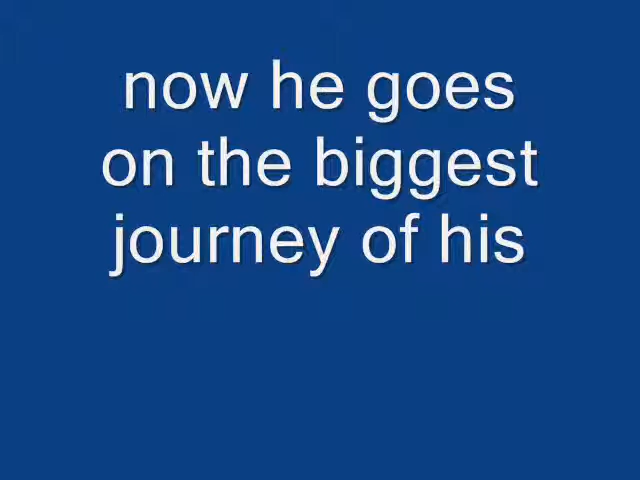 now he goes
on the biggest
journey of his